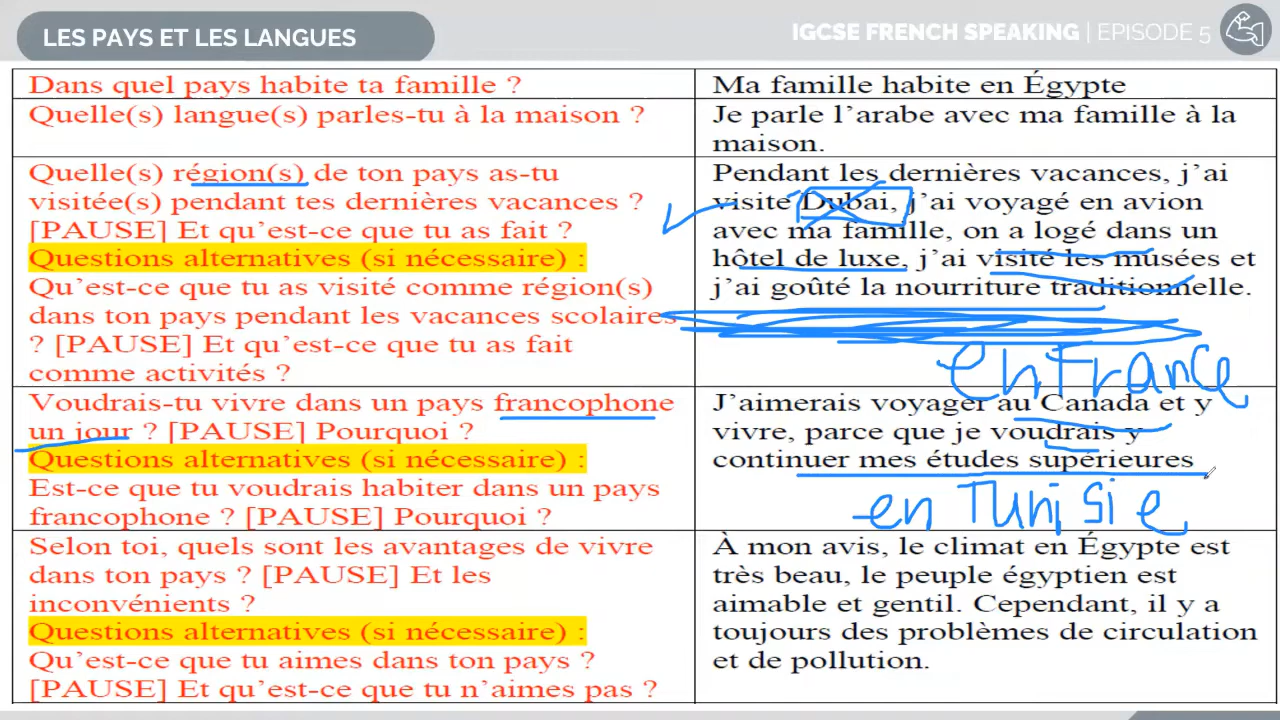 LES PAYS ET LES LANGUES
IGCSE FRENCH SPEAKING | EPISODE 5
Dans quel pays habite ta famille ?
Ma famille habite en Égypte
Quelle(s) langue(s) parles-tu à la maison ?
Je parle l'arabe avec ma famille à la
maison.
Quelle(s) région(s) de ton pays as-tu
visitée(s) pendant tes dernières vacances ?
[PAUSE] Et qu'est-ce que tu as fait ?
Questions alternatives (si nécessaire) :
Qu'est-ce que tu as visité comme région(s)
dans ton pays pendant les vacances scolaires
? [PAUSE] Et qu'est-ce que tu as fait
comme activités ?
Pendant les dernières vacances, j'ai
visite Dubai, j'ai voyagé en avion
avec ma famille, on a logé dans un
hôtel de luxe, j'ai visité les musées et
j'ai goûté la nourriture traditionnelle.
en France
Voudrais-tu vivre dans un pays francophone
un jour ? [PAUSE] Pourquoi ?
Questions alternatives (si nécessaire) :
Est-ce que tu voudrais habiter dans un pays
francophone ? [PAUSE] Pourquoi ?
J'aimerais voyager au Canada et y
vivre, parce que je voudrais y
continuer mes études supérieures
en Tunisie
Selon toi, quels sont les avantages de vivre
dans ton pays ? [PAUSE] Et les
inconvénients ?
Questions alternatives (si nécessaire) :
Qu'est-ce que tu aimes dans ton pays ?
[PAUSE] Et qu'est-ce que tu n'aimes pas ?
À mon avis, le climat en Égypte est
très beau, le peuple égyptien est
aimable et gentil. Cependant, il y a
toujours des problèmes de circulation
et de pollution.